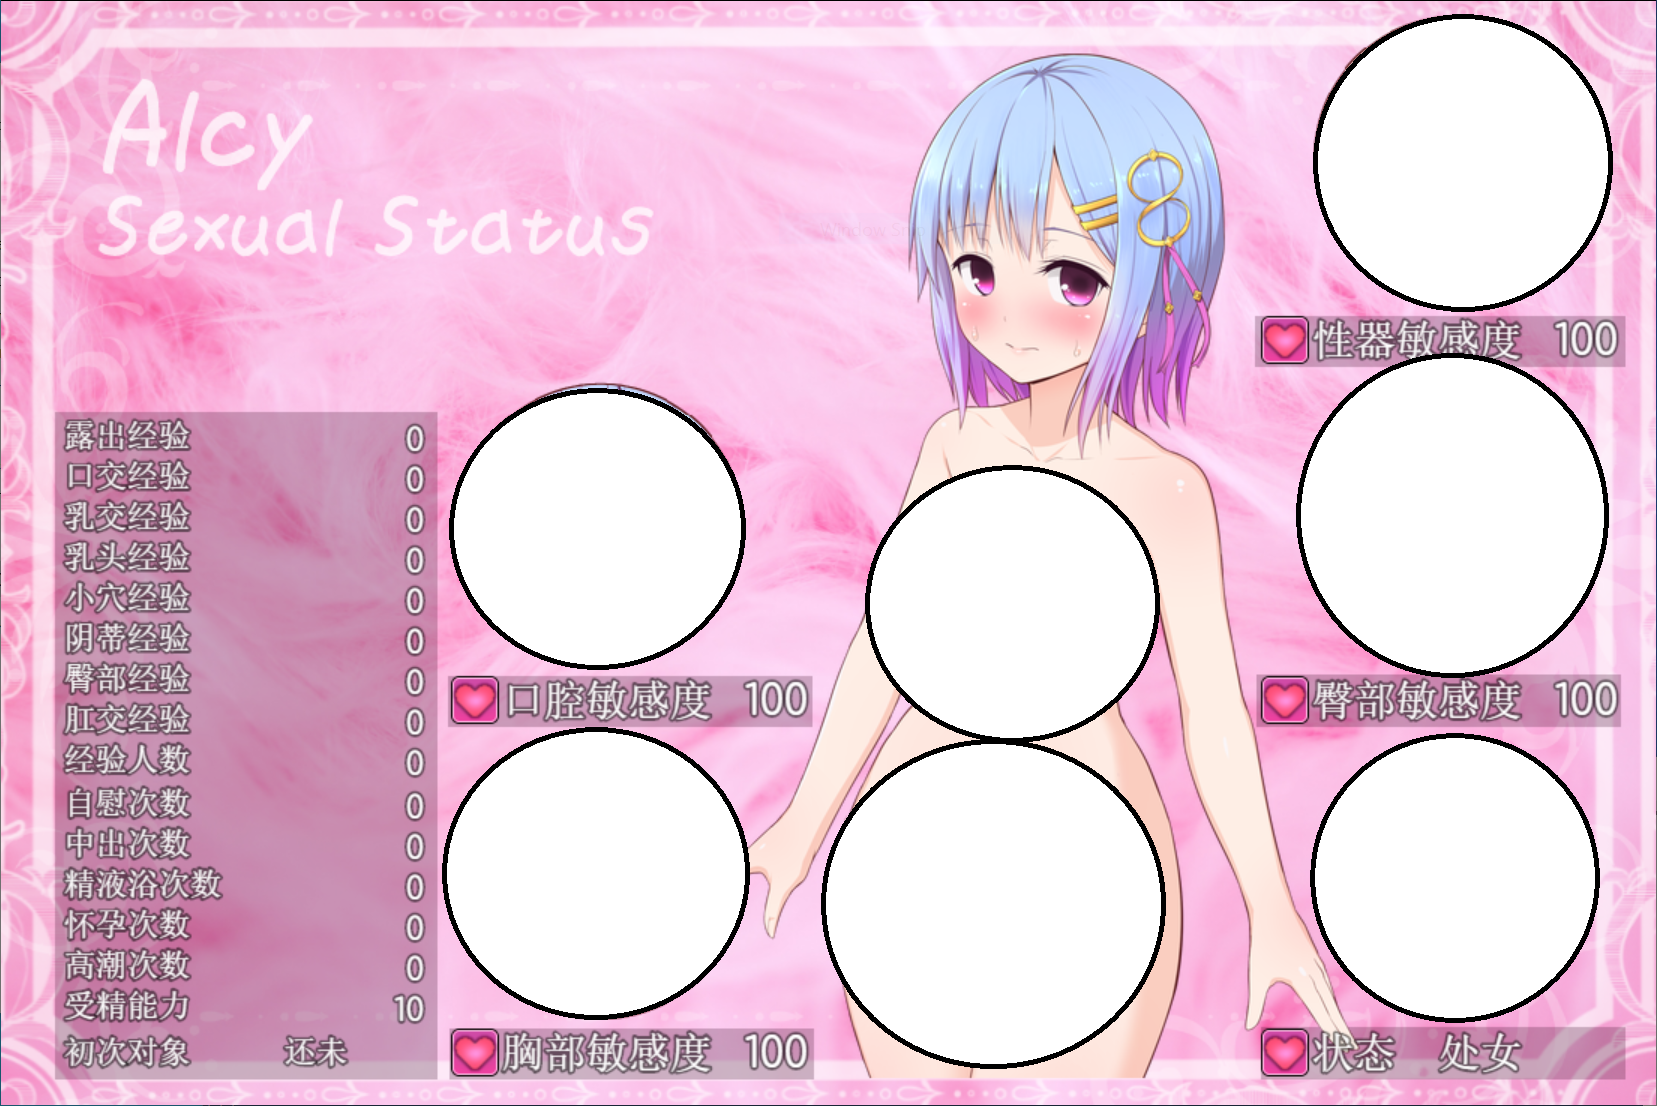 Alcy
Sexual Status
露出经验 0
口交经验 0
乳交经验 0
乳头经验 0
小穴经验 0
阴蒂经验 0
臀部经验 0
肛交经验 0
经验人数 0
自慰次数 0
中出次数 0
精液浴次数 0
怀孕次数 0
高潮次数 0
受精能力 10
初次对象 还未
口腔敏感度 100
胸部敏感度 100
性器敏感度 100
臀部敏感度 100
状态 处女